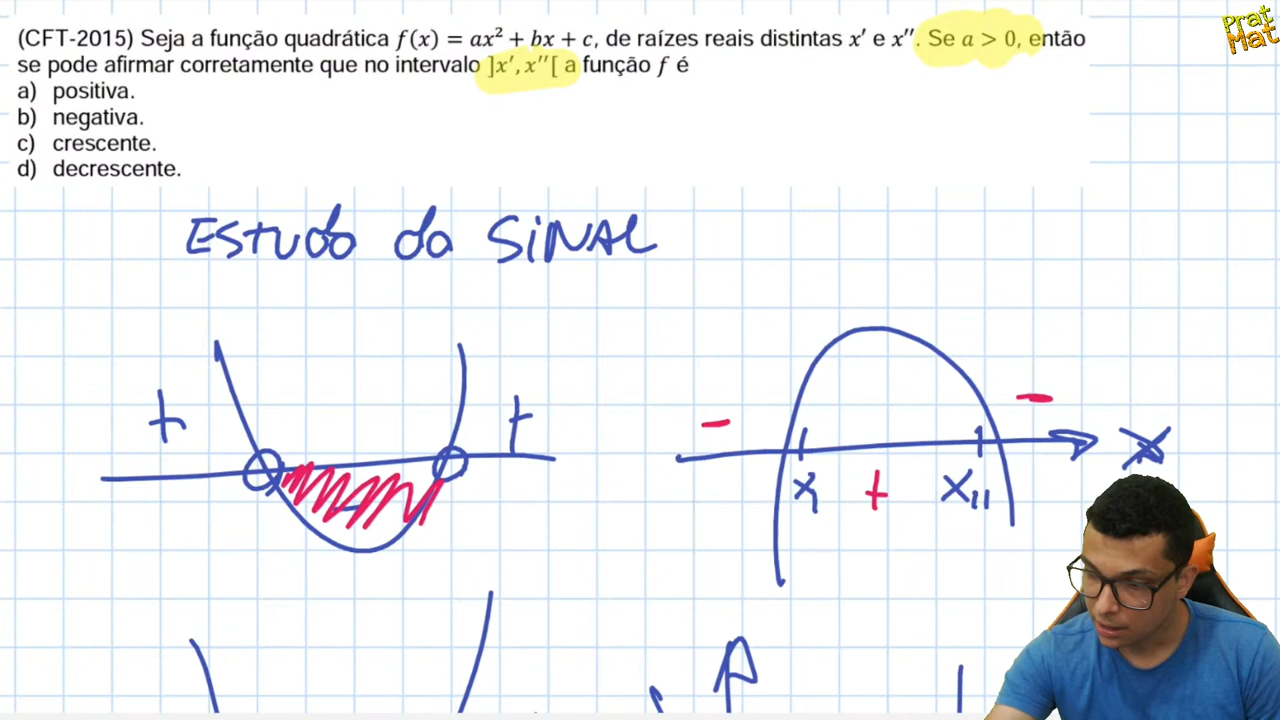 (CFT-2015) Seja a função quadrática f(x) = ax² + bx + c, de raízes reais distintas x' e x''. Se a > 0, então
se pode afirmar corretamente que no intervalo ]x', x''[ a função f é
a) positiva.
b) negativa.
c) crescente.
d) decrescente.
Estudo do SINAL
+ + - -
x
x₁ + x₁₁
Prat
Mat